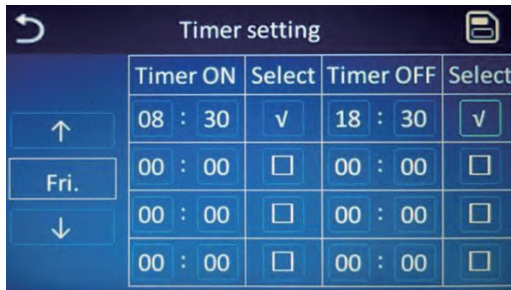 Timer setting
Timer ON Select Timer OFF Select
08 : 30 √ 18 : 30 √
Fri.
00 : 00 00 : 00
00 : 00 00 : 00
00 : 00 00 : 00